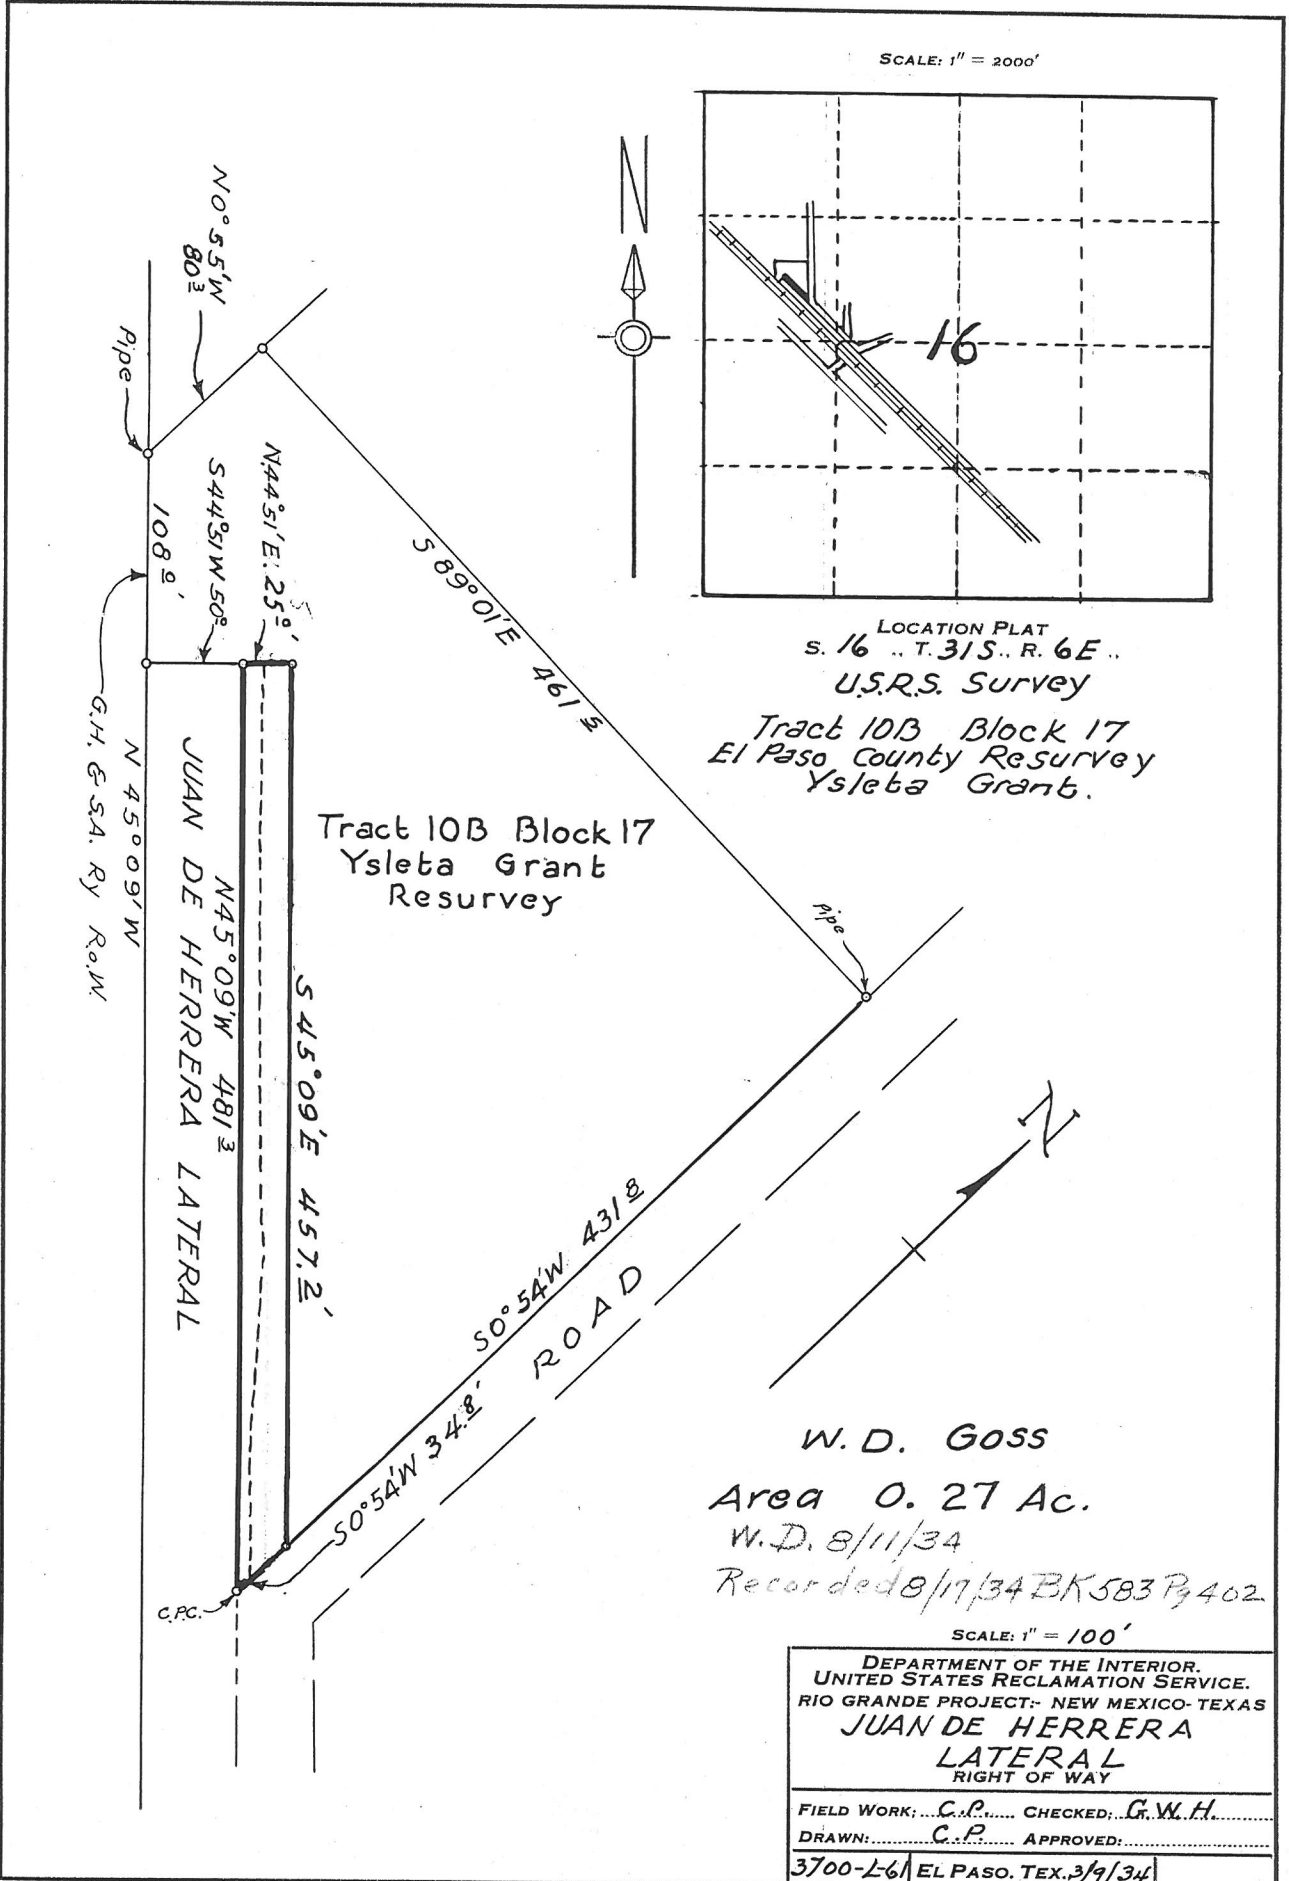 SCALE: 1" = 2000'
N
16
LOCATION PLAT
S. 16 .. T. 31 S., R. 6E ..
U.S.R.S. Survey
Tract 10B Block 17
El Paso County Resurvey
Ysleta Grant.
N0°55'W
80 3
Pipe
108 0'
S44°51'W 50 0
N44°51'E 25 0'
S 89°01'E 461 5
G.H. & S.A. Ry R.o.W.
N 45°09'W
JUAN DE HERRERA LATERAL
N45°09'W 481 3
S 45°09'E 457.2'
Tract 10B Block 17
Ysleta Grant
Resurvey
Pipe
S0°54'W 431 8
ROAD
S0°54'W 34.8'
C.P.C.
N
W. D. GOSS
Area 0.27 Ac.
W.D. 8/11/34
Recorded 8/17/34 BK 583 Pg 402
SCALE: 1" = 100'
DEPARTMENT OF THE INTERIOR.
UNITED STATES RECLAMATION SERVICE.
RIO GRANDE PROJECT:- NEW MEXICO-TEXAS
JUAN DE HERRERA
LATERAL
RIGHT OF WAY
FIELD WORK: C.P. CHECKED: G.W.H.
DRAWN: C.P. APPROVED:
3700-L-61 EL PASO. TEX. 3/9/34